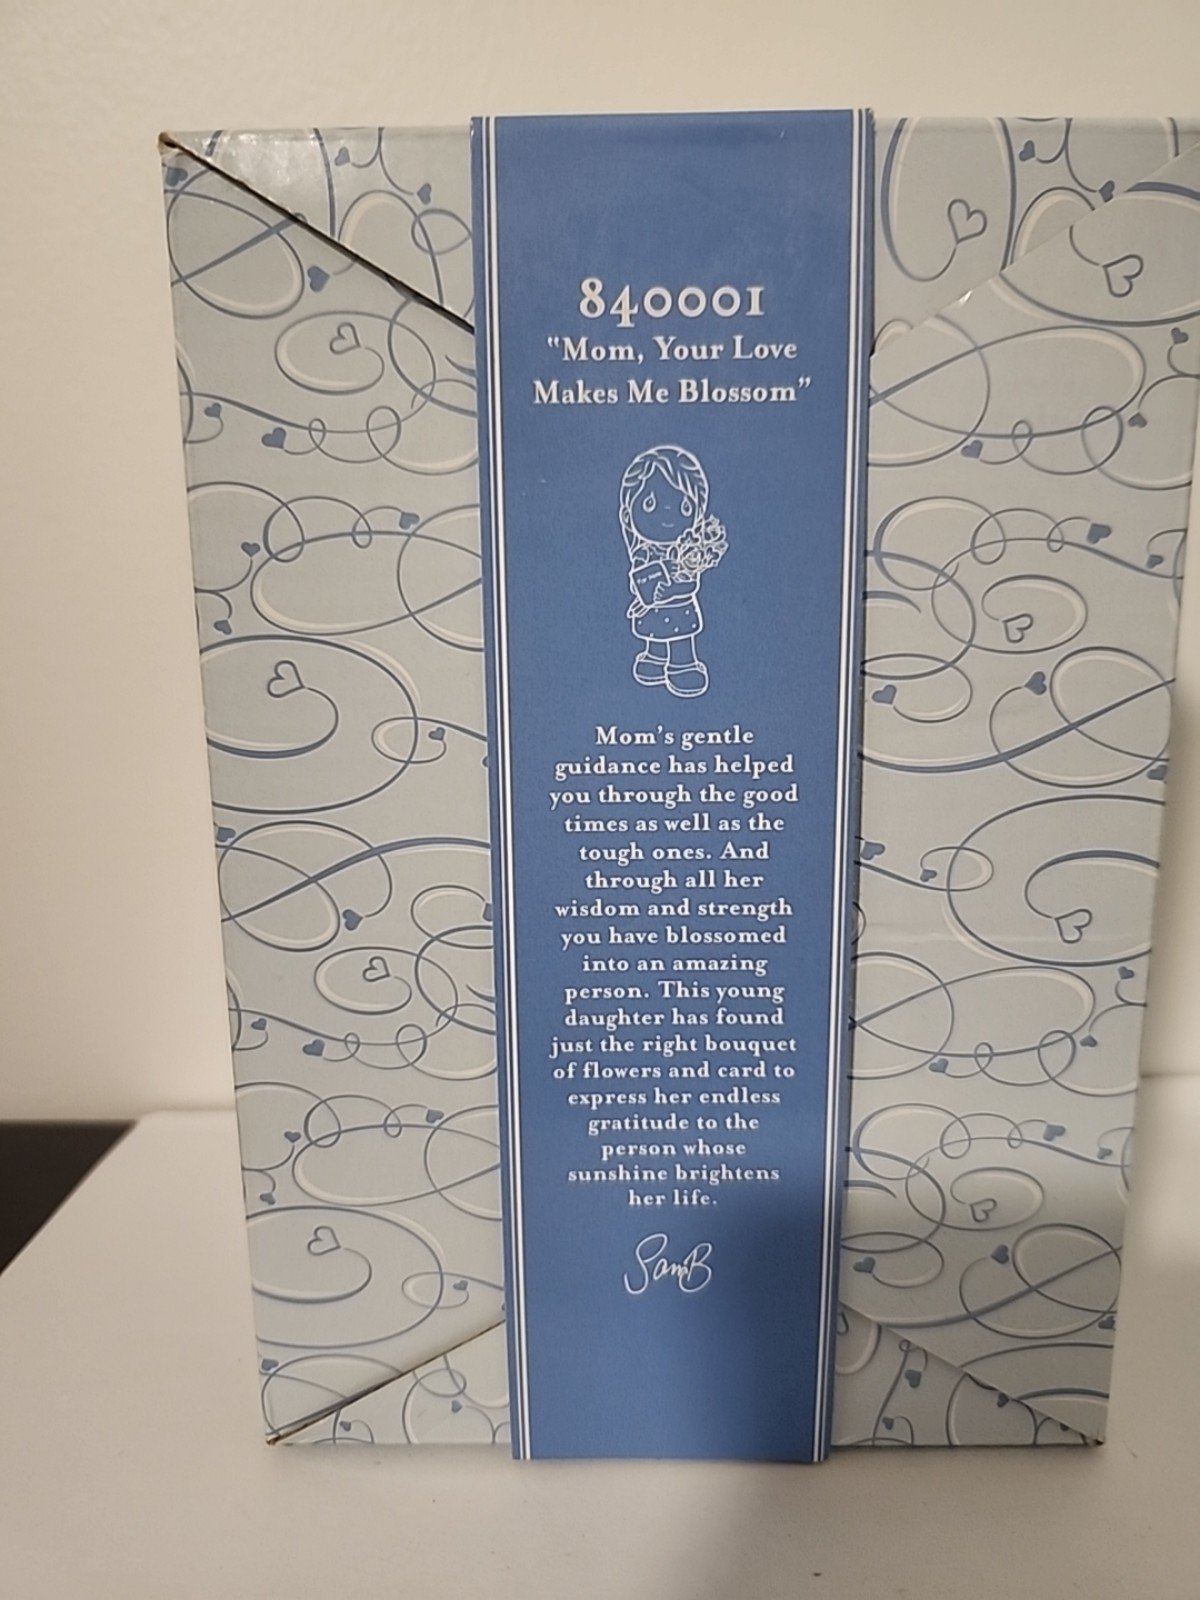 840001
"Mom, Your Love
Makes Me Blossom"
For Mom
Mom's gentle
guidance has helped
you through the good
times as well as the
tough ones. And
through all her
wisdom and strength
you have blossomed
into an amazing
person. This young
daughter has found
just the right bouquet
of flowers and card to
express her endless
gratitude to the
person whose
sunshine brightens
her life.
SamB